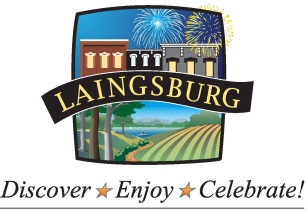 LAINGSBURG
Discover ★ Enjoy ★ Celebrate!